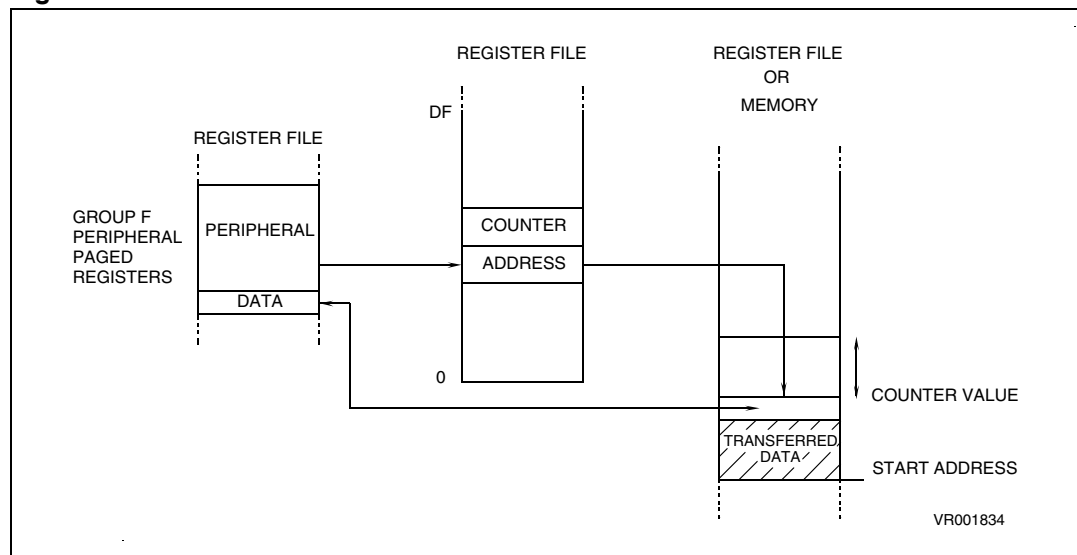 REGISTER FILE
REGISTER FILE
OR
MEMORY
DF
REGISTER FILE
GROUP F
PERIPHERAL
PAGED
REGISTERS
PERIPHERAL
DATA
COUNTER
ADDRESS
0
COUNTER VALUE
TRANSFERRED
DATA
START ADDRESS
VR001834